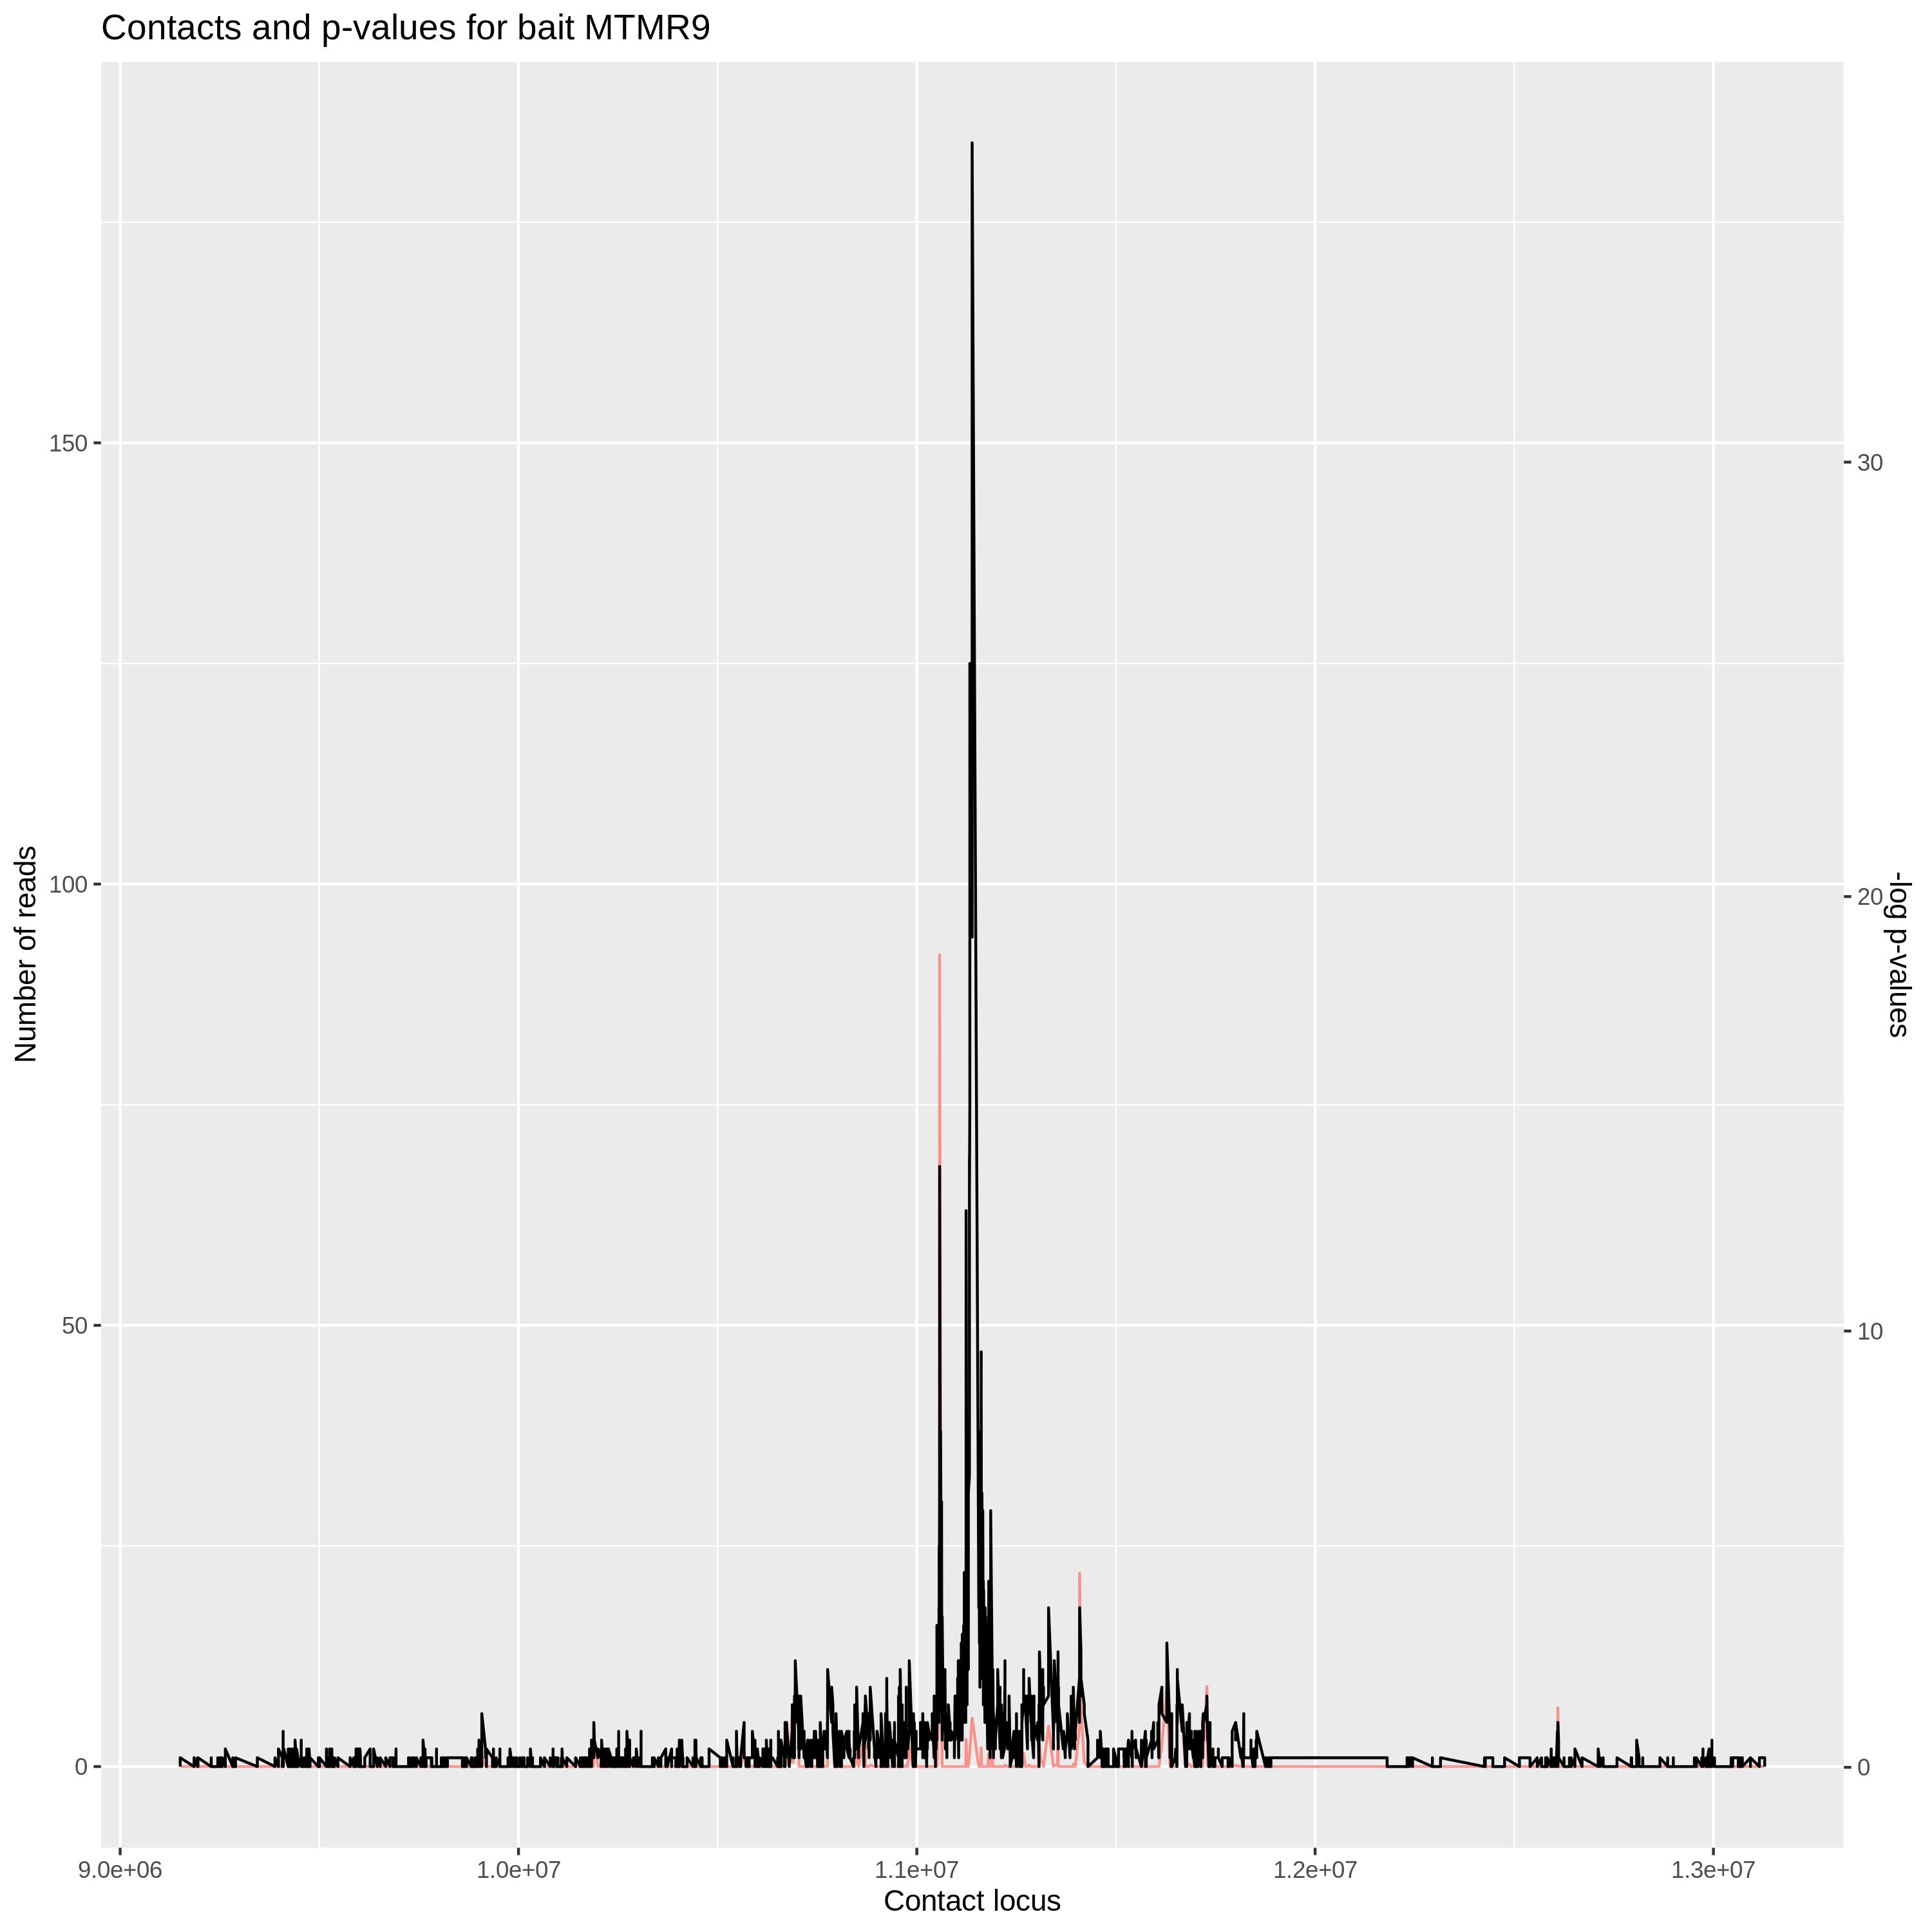 Contacts and p-values for bait MTMR9
Number of reads
150
100
50
0
30
20
10
0
-log p-values
9.0e+06
1.0e+07
1.1e+07
1.2e+07
1.3e+07
Contact locus